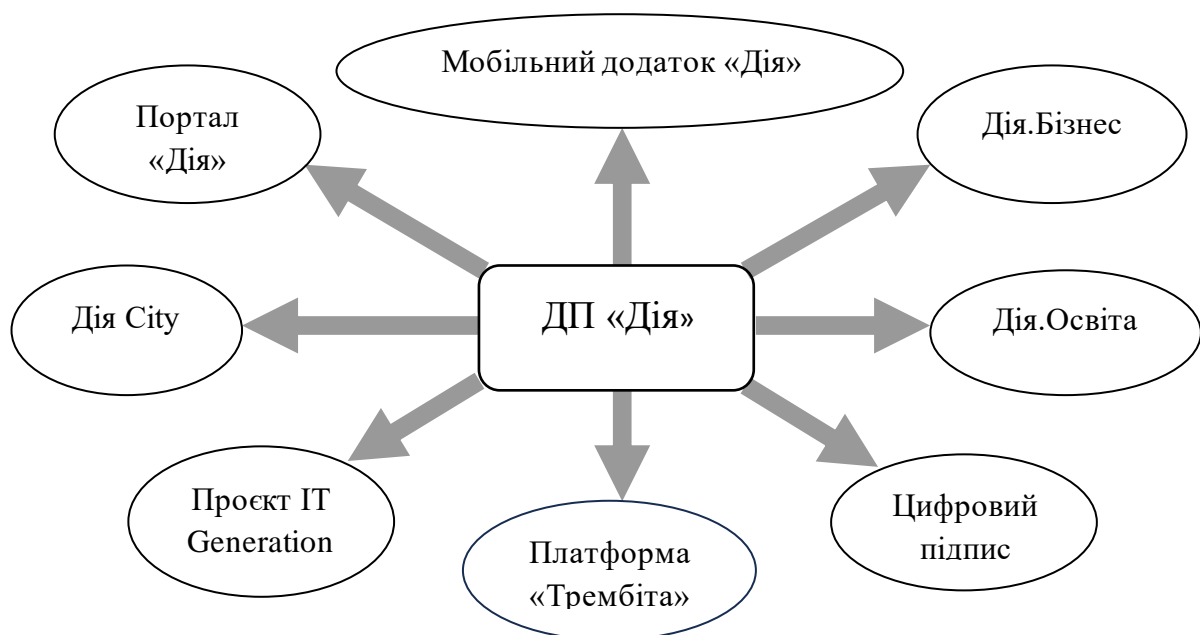 Мобільний додаток «Дія»
Портал
«Дія»
Дія.Бізнес
Дія City
ДП «Дія»
Дія.Освіта
Проєкт IT
Generation
Платформа
«Трембіта»
Цифровий
підпис